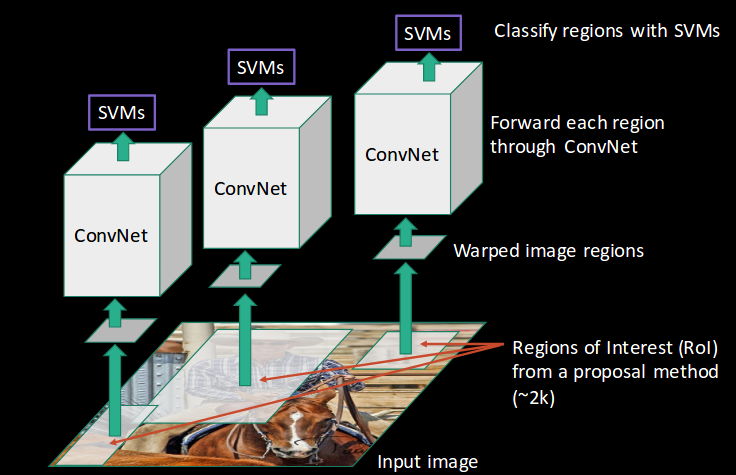 SVMs
Classify regions with SVMs
SVMs
SVMs
ConvNet
Forward each region
through ConvNet
ConvNet
ConvNet
Warped image regions
Regions of Interest (RoI)
from a proposal method
(~2k)
Input image